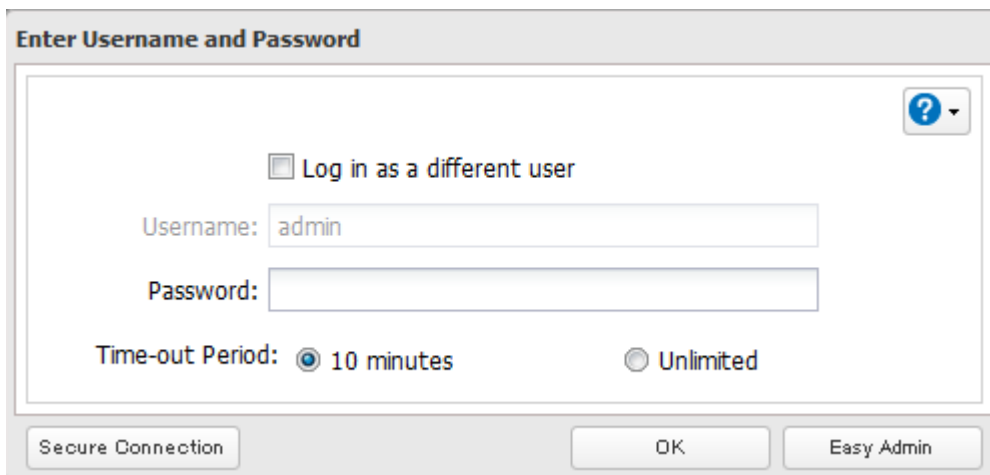 Enter Username and Password
?
Log in as a different user
Username: admin
Password:
Time-out Period: 10 minutes Unlimited
Secure Connection OK Easy Admin